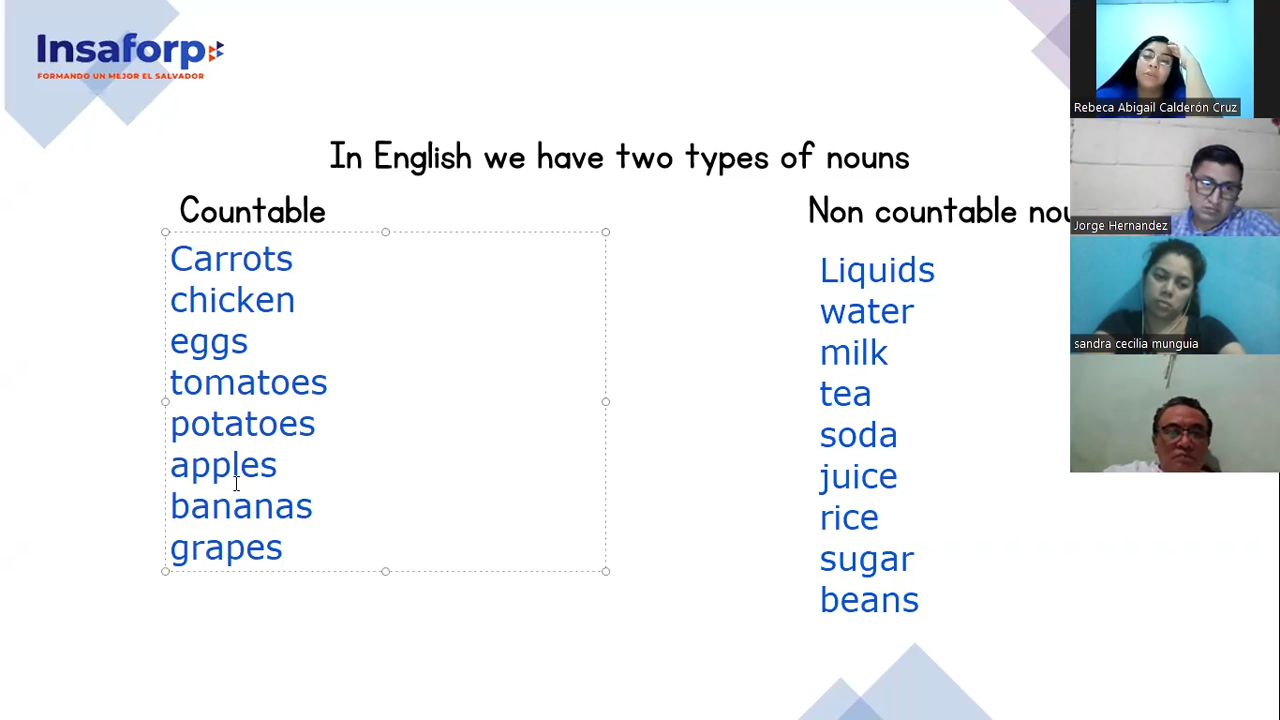 Insaforp
FORMANDO UN MEJOR EL SALVADOR
In English we have two types of nouns
Countable
Carrots
chicken
eggs
tomatoes
potatoes
apples
bananas
grapes
Non countable nou
Liquids
water
milk
tea
soda
juice
rice
sugar
beans
Rebeca Abigail Calderón Cruz
Jorge Hernandez
sandra cecilia munguia